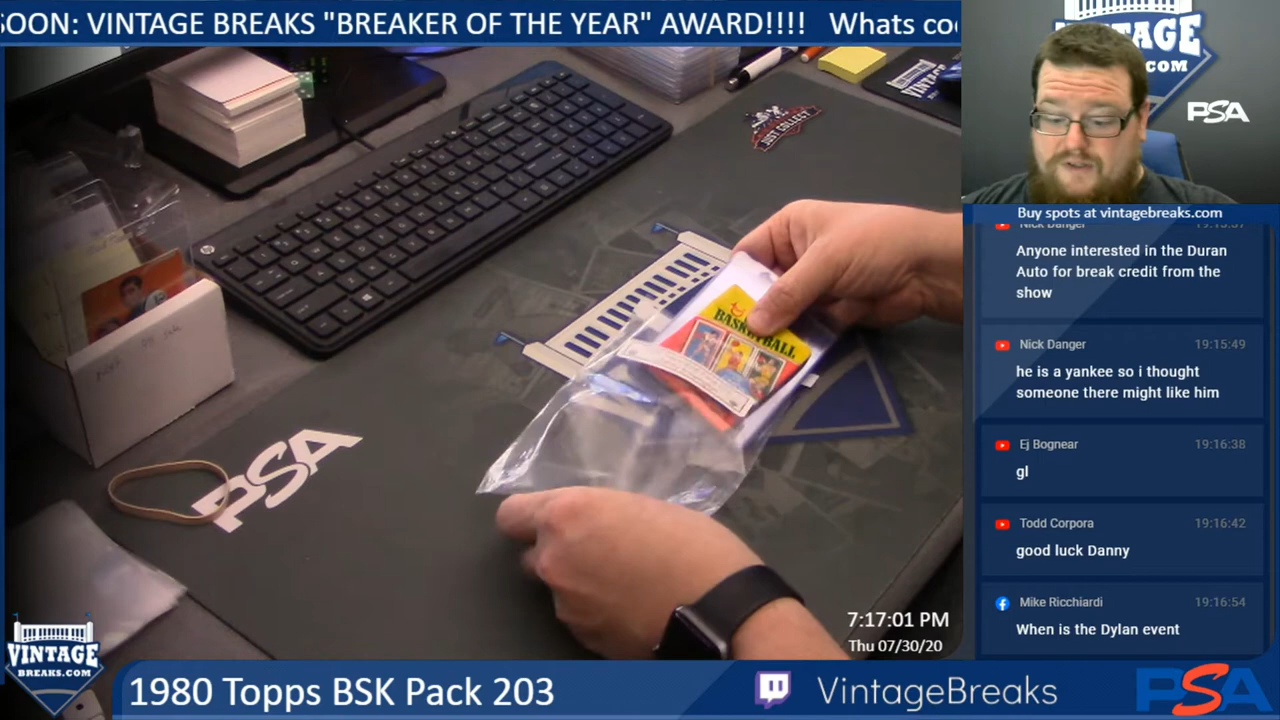 SOON: VINTAGE BREAKS "BREAKER OF THE YEAR" AWARD!!!! Whats co
VINTAGE
.COM
PSA
JUST COLLECT
BASKETBALL
PSA
Buy spots at vintagebreaks.com
Nick Danger
Anyone interested in the Duran
Auto for break credit from the
show
Nick Danger 19:15:49
he is a yankee so i thought
someone there might like him
Ej Bognear 19:16:38
gl
Todd Corpora 19:16:42
good luck Danny
Mike Ricchiardi 19:16:54
When is the Dylan event
7:17:01 PM
Thu 07/30/20
VINTAGE
BREAKS.COM
1980 Topps BSK Pack 203
VintageBreaks
PSA